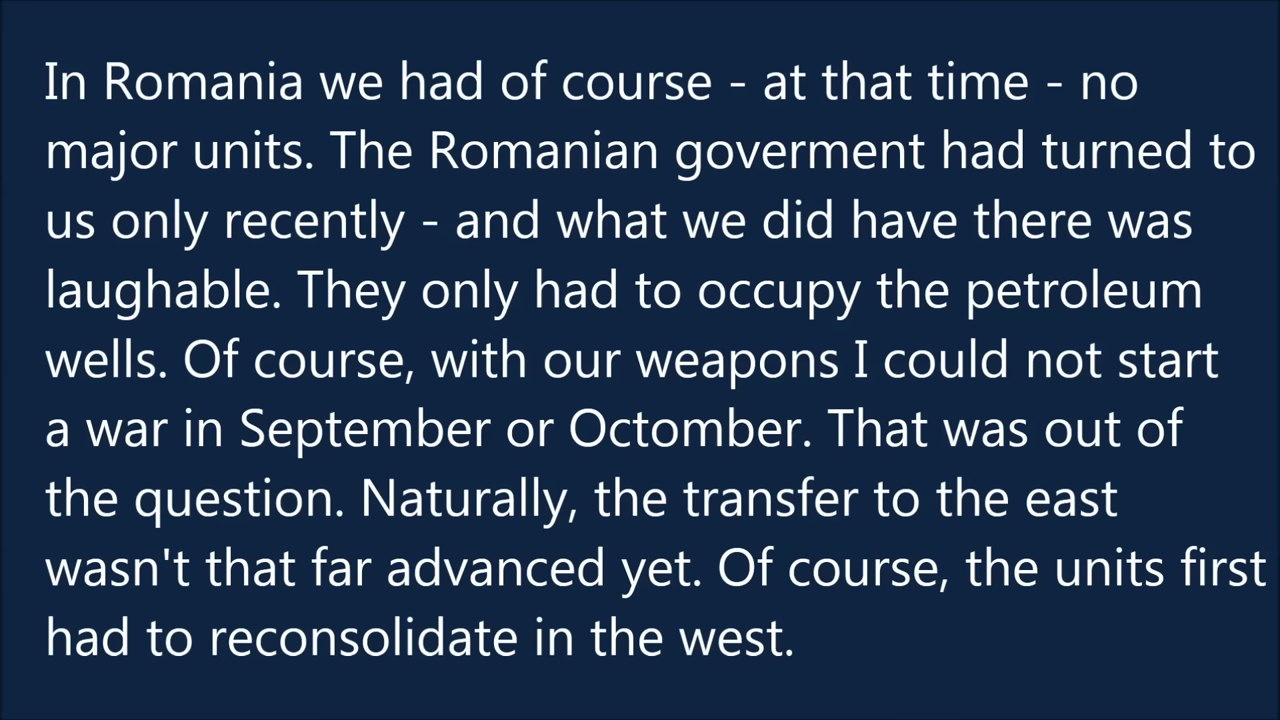 In Romania we had of course - at that time - no
major units. The Romanian goverment had turned to
us only recently - and what we did have there was
laughable. They only had to occupy the petroleum
wells. Of course, with our weapons I could not start
a war in September or Octomber. That was out of
the question. Naturally, the transfer to the east
wasn't that far advanced yet. Of course, the units first
had to reconsolidate in the west.